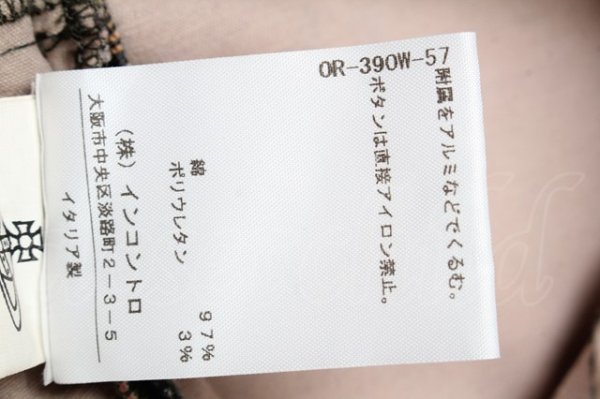 OR-390W-57
附属をアルミなどでくるむ。
ボタンは直接アイロン禁止。
綿 97%
ポリウレタン 3%
(株)インコントロ
大阪市中央区淡路町2-3-5
イタリア製